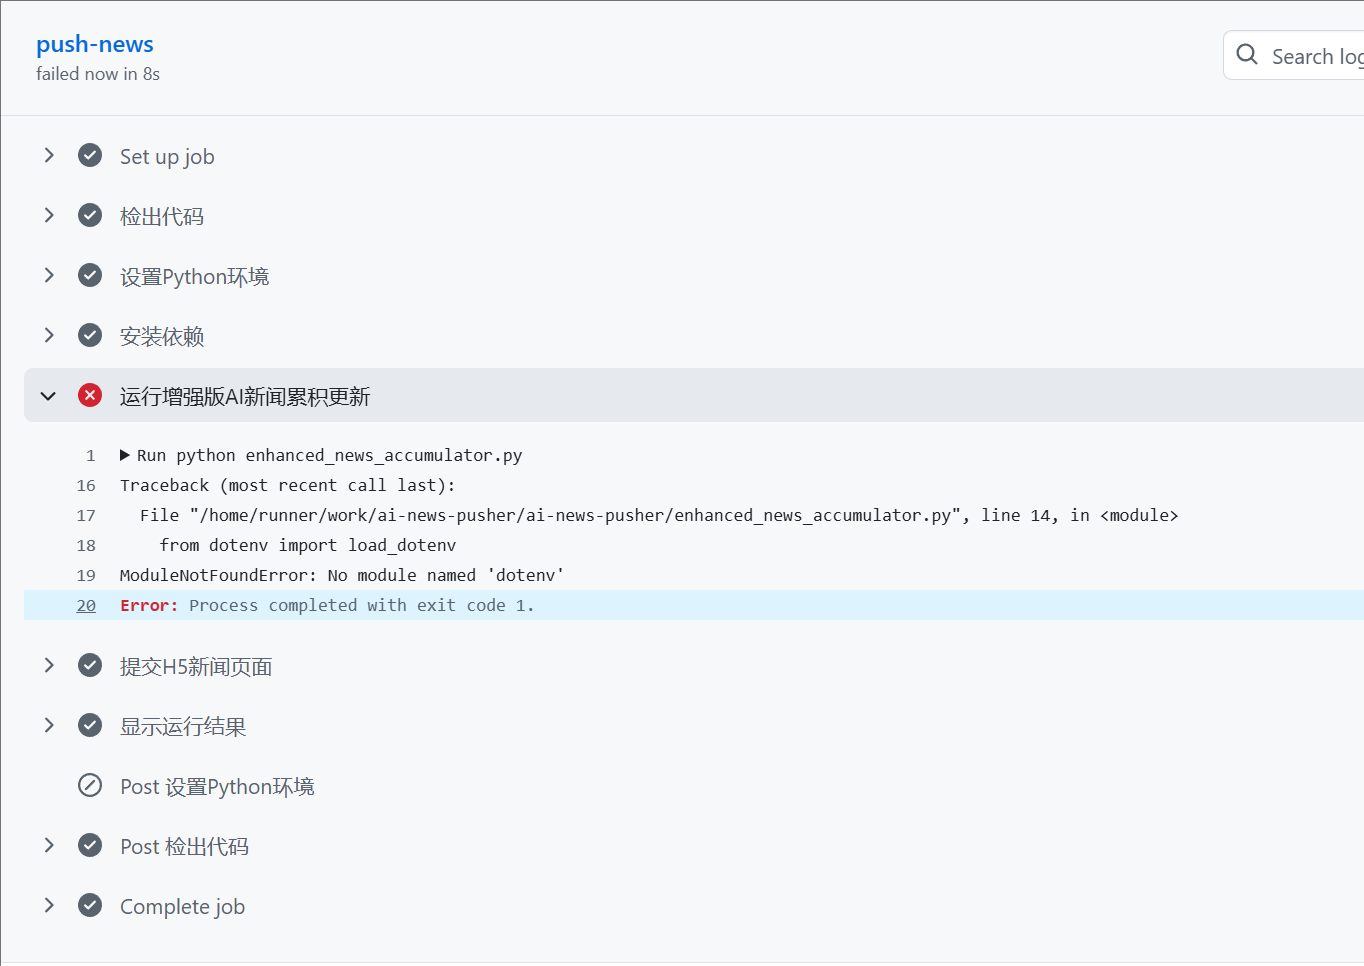 push-news
failed now in 8s
Search log
Set up job
检出代码
设置Python环境
安装依赖
运行增强版AI新闻累积更新
1 Run python enhanced_news_accumulator.py
16 Traceback (most recent call last):
17 File "/home/runner/work/ai-news-pusher/ai-news-pusher/enhanced_news_accumulator.py", line 14, in <module>
18 from dotenv import load_dotenv
19 ModuleNotFoundError: No module named 'dotenv'
20 Error: Process completed with exit code 1.
提交H5新闻页面
显示运行结果
Post 设置Python环境
Post 检出代码
Complete job